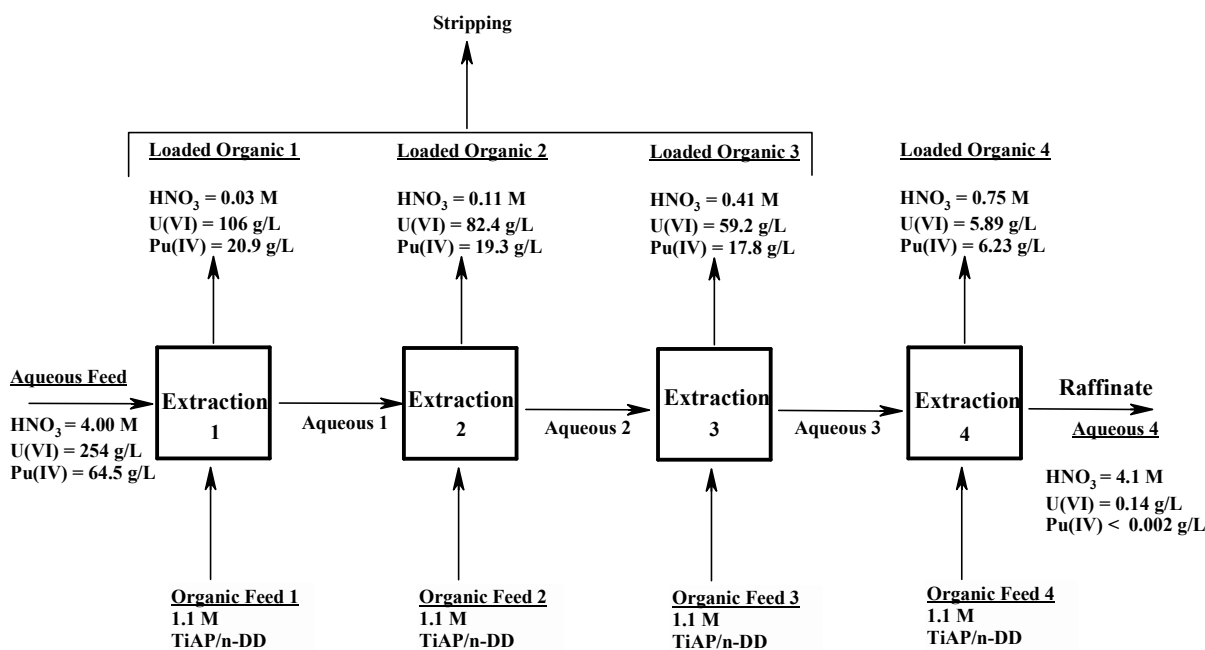 Stripping
Loaded Organic 1
HNO3 = 0.03 M
U(VI) = 106 g/L
Pu(IV) = 20.9 g/L
Loaded Organic 2
HNO3 = 0.11 M
U(VI) = 82.4 g/L
Pu(IV) = 19.3 g/L
Loaded Organic 3
HNO3 = 0.41 M
U(VI) = 59.2 g/L
Pu(IV) = 17.8 g/L
Loaded Organic 4
HNO3 = 0.75 M
U(VI) = 5.89 g/L
Pu(IV) = 6.23 g/L
Aqueous Feed
HNO3 = 4.00 M
U(VI) = 254 g/L
Pu(IV) = 64.5 g/L
Extraction
1
Aqueous 1
Extraction
2
Aqueous 2
Extraction
3
Aqueous 3
Extraction
4
Raffinate
Aqueous 4
HNO3 = 4.1 M
U(VI) = 0.14 g/L
Pu(IV) < 0.002 g/L
Organic Feed 1
1.1 M
TiAP/n-DD
Organic Feed 2
1.1 M
TiAP/n-DD
Organic Feed 3
1.1 M
TiAP/n-DD
Organic Feed 4
1.1 M
TiAP/n-DD